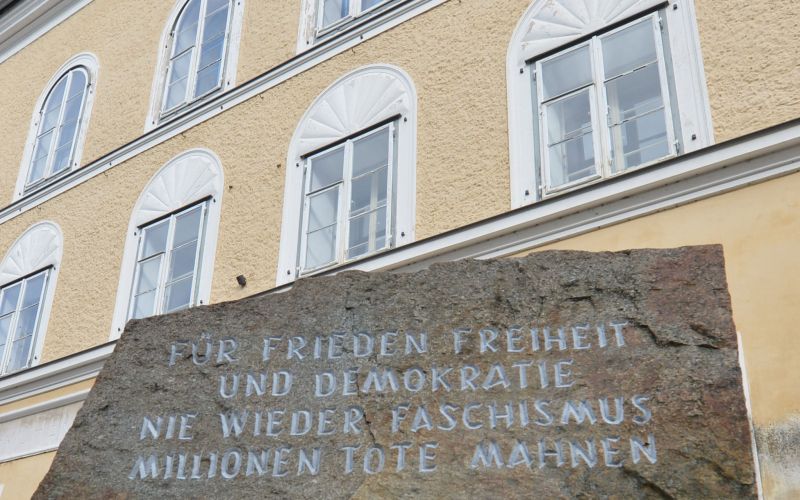 FÜR FRIEDEN FREIHEIT
UND DEMOKRATIE
NIE WIEDER FASCHISMUS
MILLIONEN TOTE MAHNEN